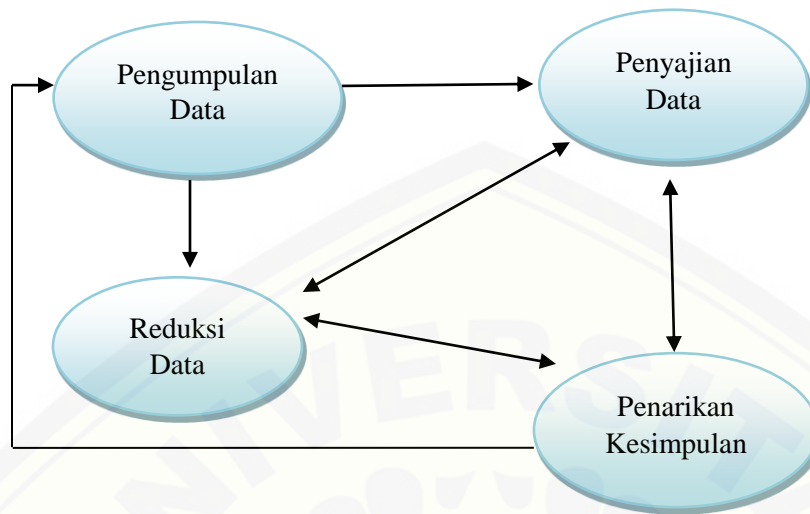 Pengumpulan
Data
Penyajian
Data
Reduksi
Data
Penarikan
Kesimpulan